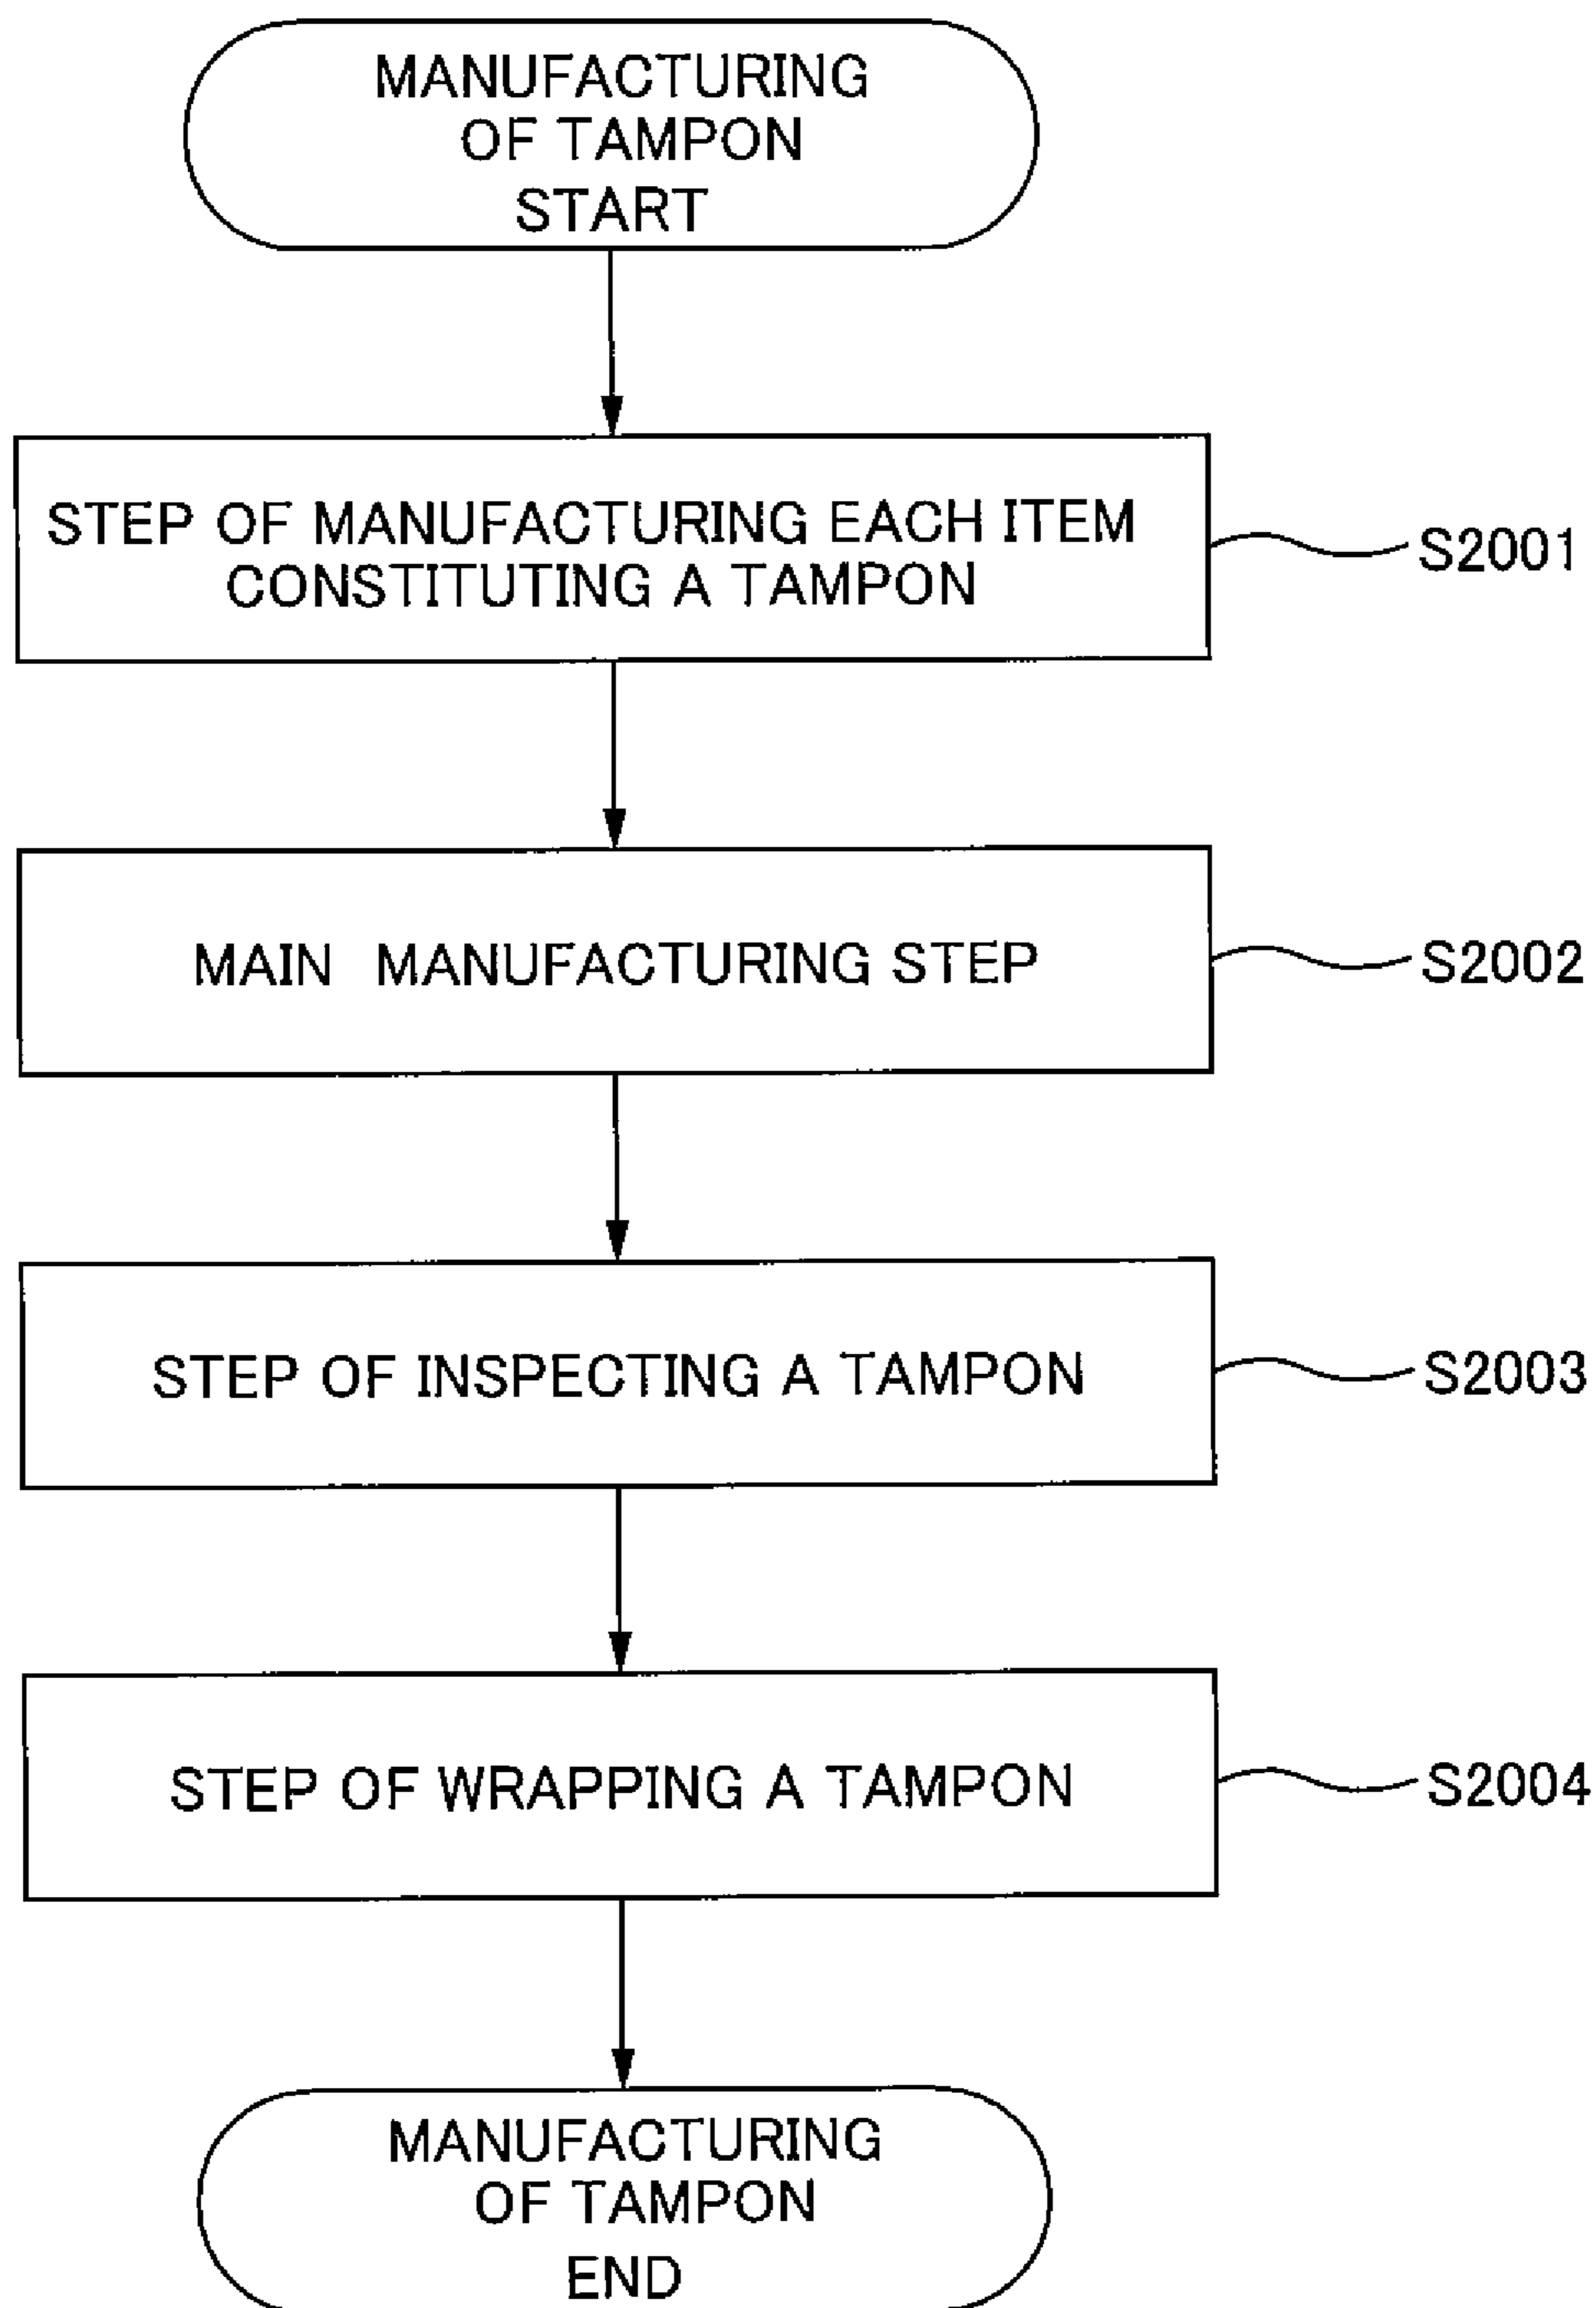 MANUFACTURING
OF TAMPON
START
STEP OF MANUFACTURING EACH ITEM
CONSTITUTING A TAMPON
S2001
MAIN MANUFACTURING STEP
S2002
STEP OF INSPECTING A TAMPON
S2003
STEP OF WRAPPING A TAMPON
S2004
MANUFACTURING
OF TAMPON
END